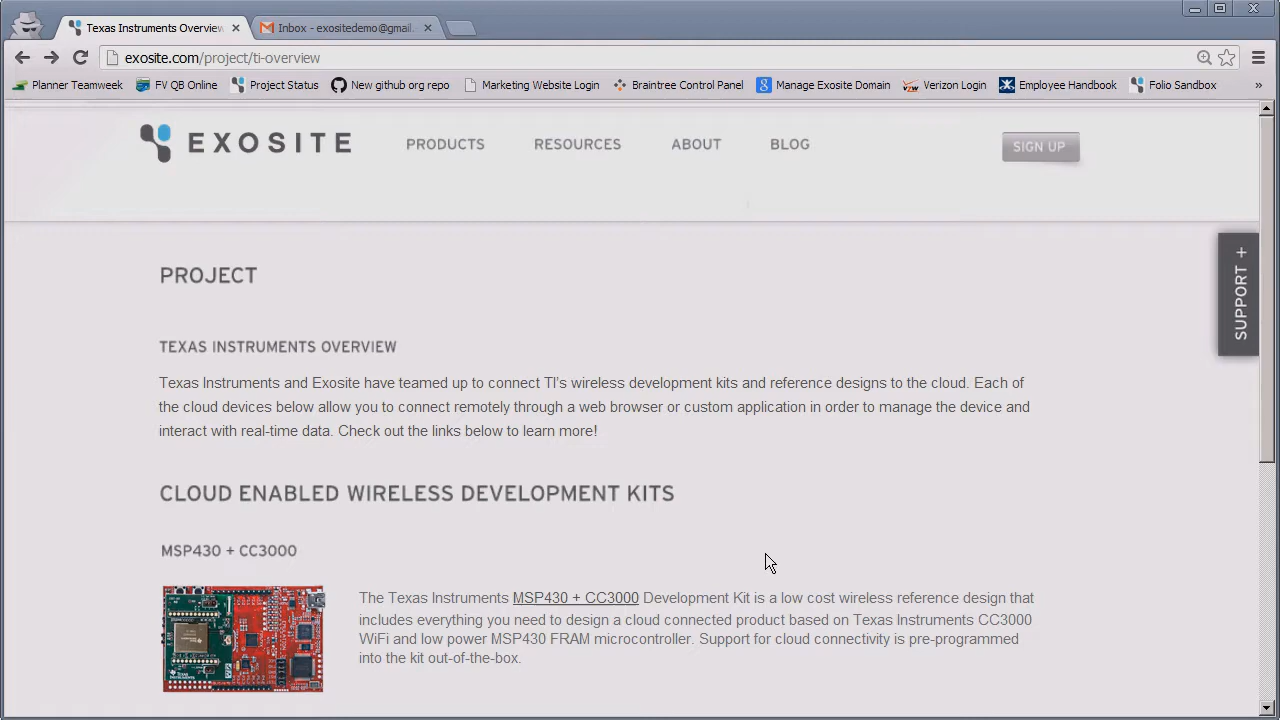 Texas Instruments Overview
Inbox - exositedemo@gmail.
exosite.com/project/ti-overview
Planner Teamweek
FV QB Online
Project Status
New github org repo
Marketing Website Login
Braintree Control Panel
Manage Exosite Domain
Verizon Login
Employee Handbook
Folio Sandbox
»
EXOSITE
PRODUCTS
RESOURCES
ABOUT
BLOG
SIGN UP
SUPPORT +
PROJECT
TEXAS INSTRUMENTS OVERVIEW
Texas Instruments and Exosite have teamed up to connect TI's wireless development kits and reference designs to the cloud. Each of
the cloud devices below allow you to connect remotely through a web browser or custom application in order to manage the device and
interact with real-time data. Check out the links below to learn more!
CLOUD ENABLED WIRELESS DEVELOPMENT KITS
MSP430 + CC3000
The Texas Instruments MSP430 + CC3000 Development Kit is a low cost wireless reference design that
includes everything you need to design a cloud connected product based on Texas Instruments CC3000
WiFi and low power MSP430 FRAM microcontroller. Support for cloud connectivity is pre-programmed
into the kit out-of-the-box.